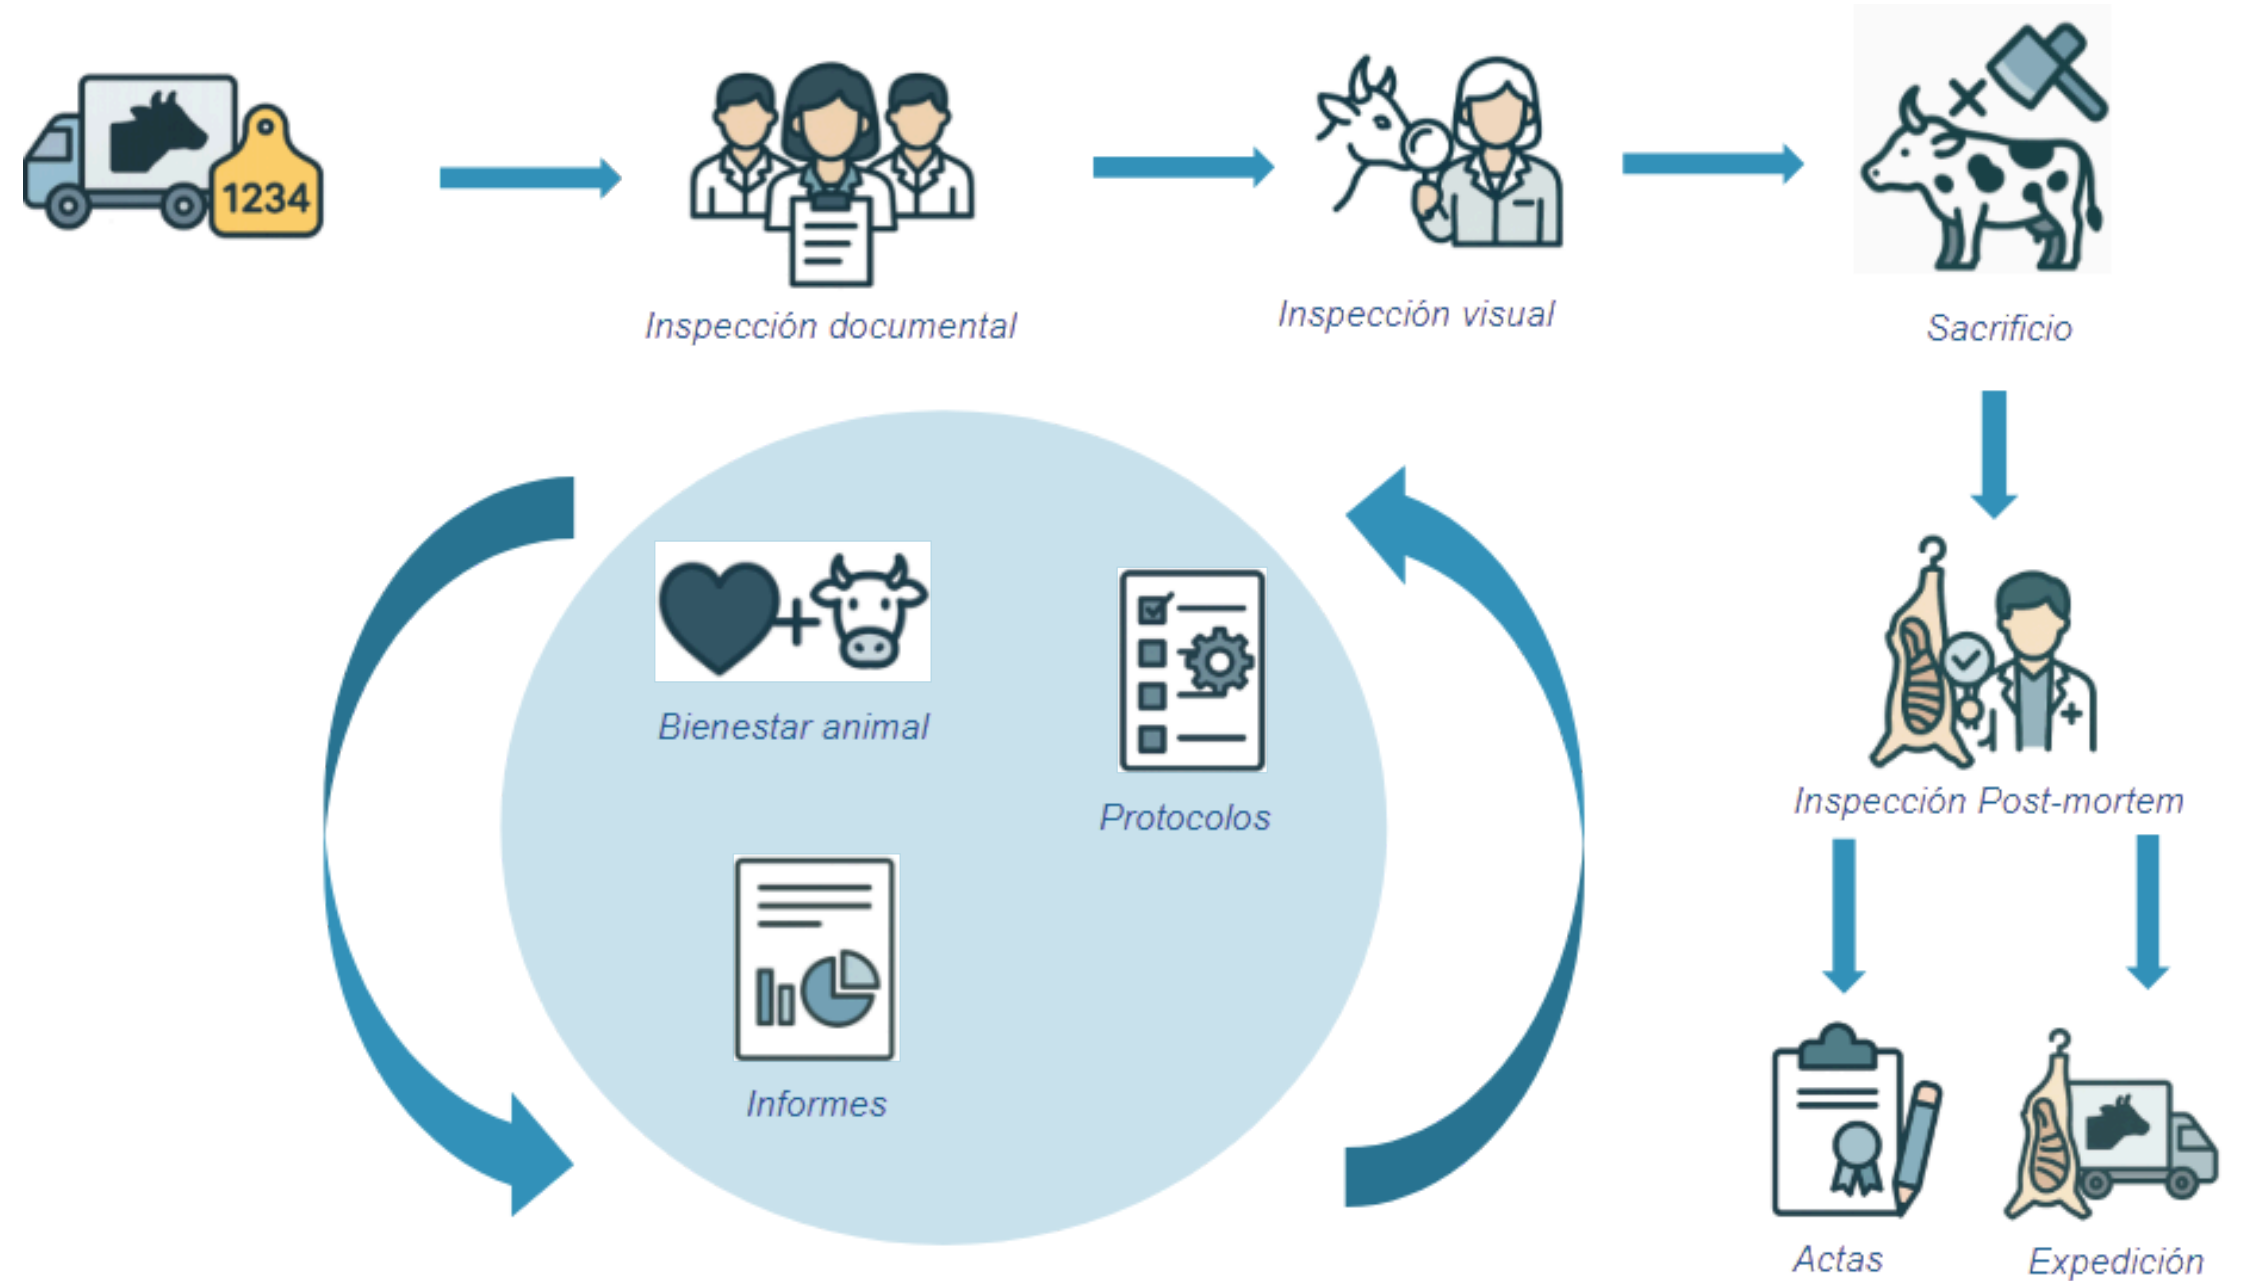 1234
Inspección documental
Inspección visual
Sacrificio
Bienestar animal
Protocolos
Informes
Inspección Post-mortem
Actas
Expedición